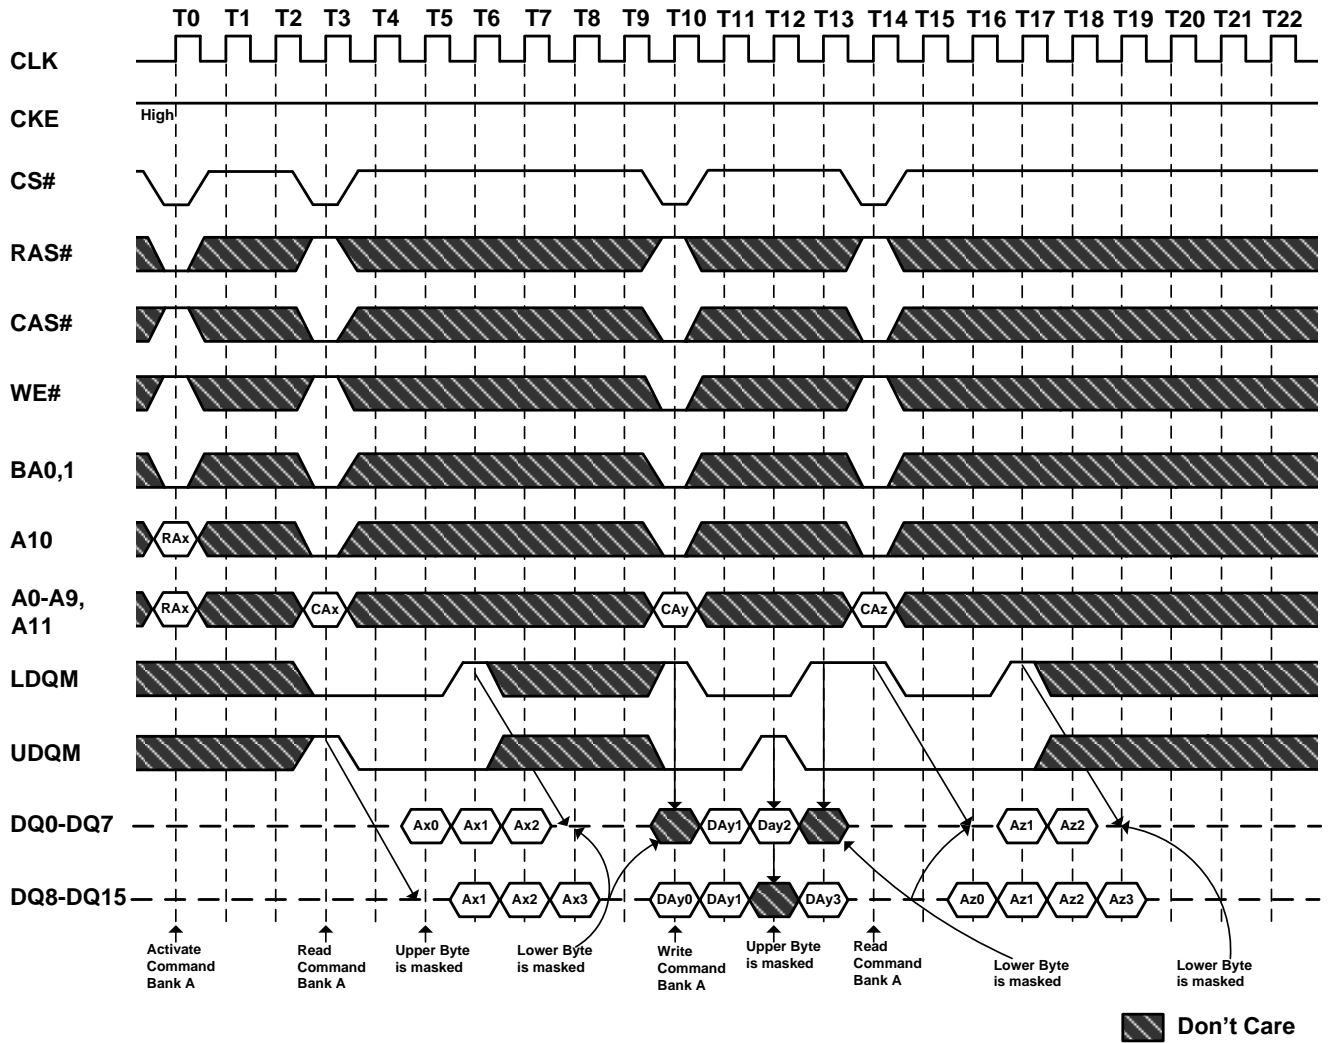 T0 T1 T2 T3 T4 T5 T6 T7 T8 T9 T10 T11 T12 T13 T14 T15 T16 T17 T18 T19 T20 T21 T22
CLK
CKE
High
CS#
RAS#
CAS#
WE#
BA0,1
A10
RAx
A0-A9,
A11
RAx CAx CAy CAz
LDQM
UDQM
DQ0-DQ7
Ax0 Ax1 Ax2 DAy1 Day2 Az1 Az2
DQ8-DQ15
Ax1 Ax2 Ax3 DAy0 DAy1 DAy3 Az0 Az1 Az2 Az3
Activate
Command
Bank A
Read
Command
Bank A
Upper Byte
is masked
Lower Byte
is masked
Write
Command
Bank A
Upper Byte
is masked
Read
Command
Bank A
Lower Byte
is masked
Lower Byte
is masked
Don't Care